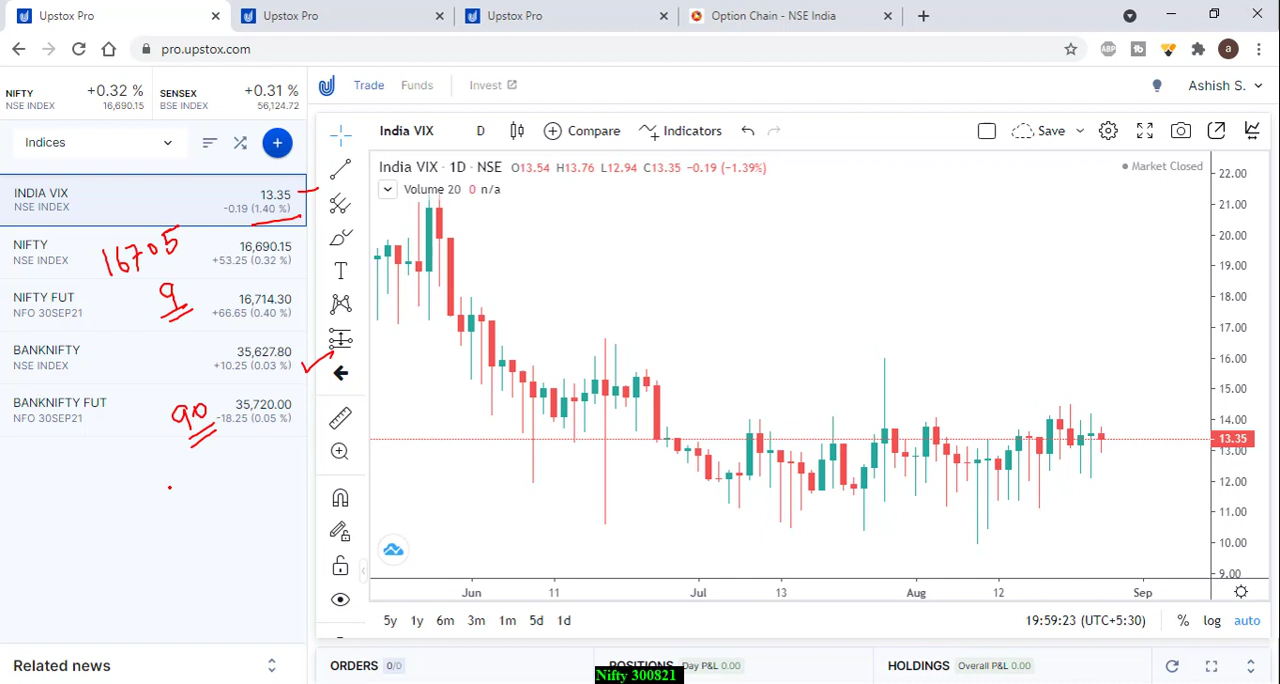 Upstox Pro
Upstox Pro
Upstox Pro
Option Chain - NSE India
pro.upstox.com
ABP
a
NIFTY +0.32 %
NSE INDEX 16,690.15
SENSEX +0.31 %
BSE INDEX 56,124.72
Trade Funds Invest
Ashish S.
Indices
India VIX D Compare Indicators Save
INDIA VIX 13.35
NSE INDEX -0.19 (1.40 %)
NIFTY 16,690.15
NSE INDEX +53.25 (0.32 %)
16705
NIFTY FUT 16,714.30
NFO 30SEP21 +66.65 (0.40 %)
9
BANKNIFTY 35,627.80
NSE INDEX +10.25 (0.03 %)
BANKNIFTY FUT 35,720.00
NFO 30SEP21 -18.25 (0.05 %)
90
India VIX · 1D · NSE O13.54 H13.76 L12.94 C13.35 -0.19 (-1.39%)
Market Closed
Volume 20 0 n/a
22.00
21.00
20.00
19.00
18.00
17.00
16.00
15.00
14.00
13.35
13.00
12.00
11.00
10.00
9.00
Jun 11 Jul 13 Aug 12 Sep
5y 1y 6m 3m 1m 5d 1d
19:59:23 (UTC+5:30) % log auto
Related news
ORDERS 0/0
POSITIONS Day P&L 0.00
HOLDINGS Overall P&L 0.00
Nifty 300821